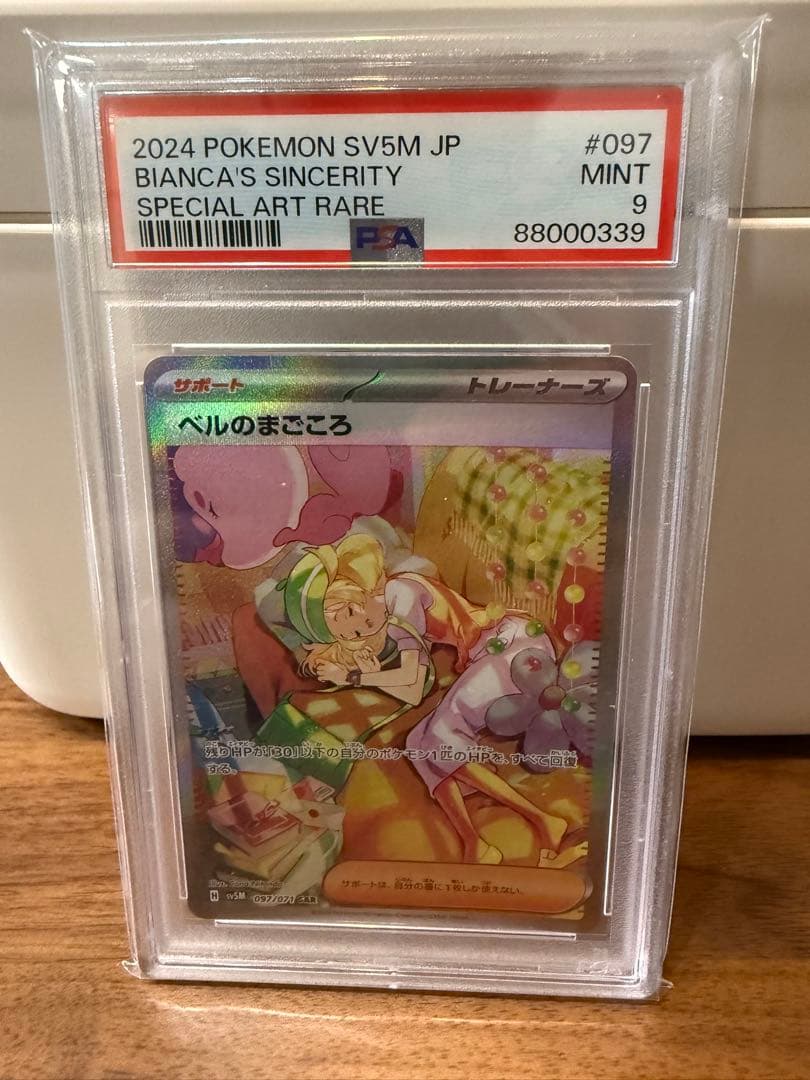 2024 POKEMON SV5M JP #097
BIANCA'S SINCERITY MINT
SPECIAL ART RARE 9
PSA 88000339
サポート トレーナーズ
ベルのまごころ
残りHPが「30」以下の自分のポケモン1匹のHPを、すべて回復
する。
サポートは、自分の番に1枚しか使えない。
illus.
H SV5M 097/071 SAR